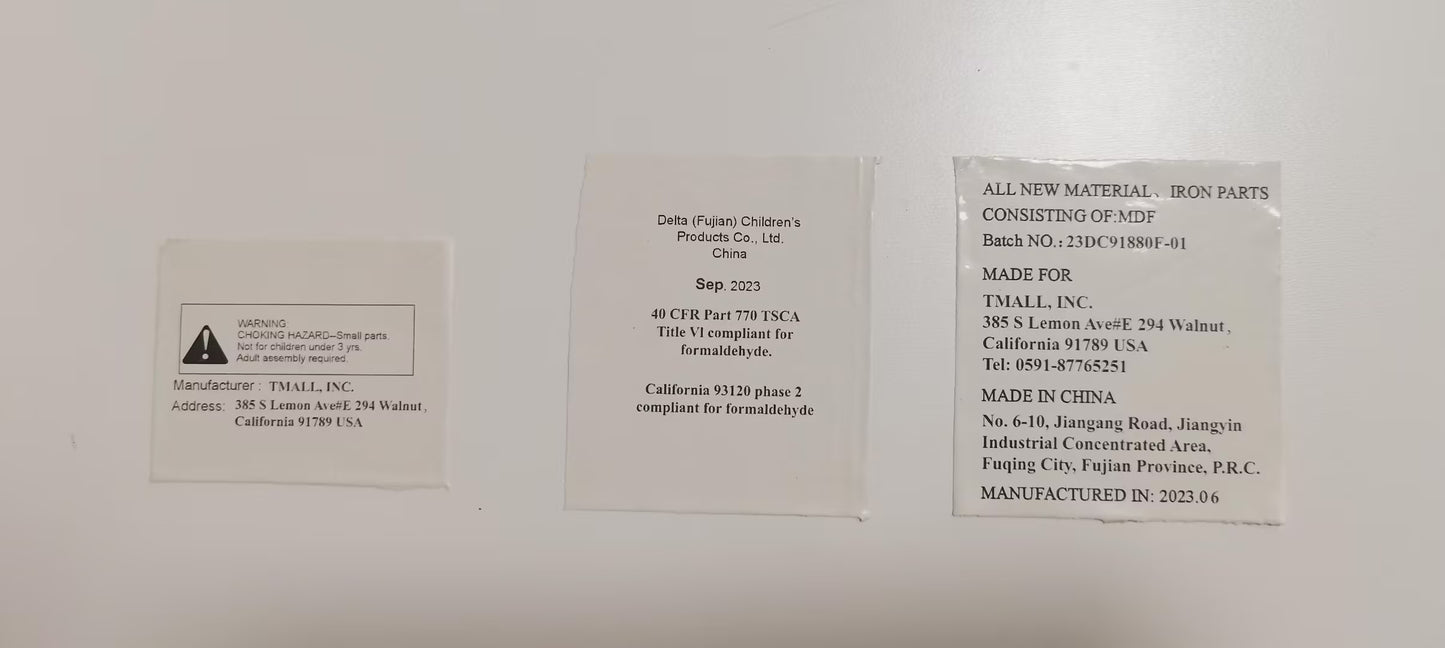 WARNING:
CHOKING HAZARD–Small parts.
Not for children under 3 yrs.
Adult assembly required.
Manufacturer : TMALL, INC.
Address: 385 S Lemon Ave#E 294 Walnut,
California 91789 USA
Delta (Fujian) Children's
Products Co., Ltd.
China
Sep. 2023
40 CFR Part 770 TSCA
Title VI compliant for
formaldehyde.
California 93120 phase 2
compliant for formaldehyde
ALL NEW MATERIAL、IRON PARTS
CONSISTING OF:MDF
Batch NO.: 23DC91880F-01
MADE FOR
TMALL, INC.
385 S Lemon Ave#E 294 Walnut,
California 91789 USA
Tel: 0591-87765251
MADE IN CHINA
No. 6-10, Jiangang Road, Jiangyin
Industrial Concentrated Area,
Fuqing City, Fujian Province, P.R.C.
MANUFACTURED IN: 2023.06